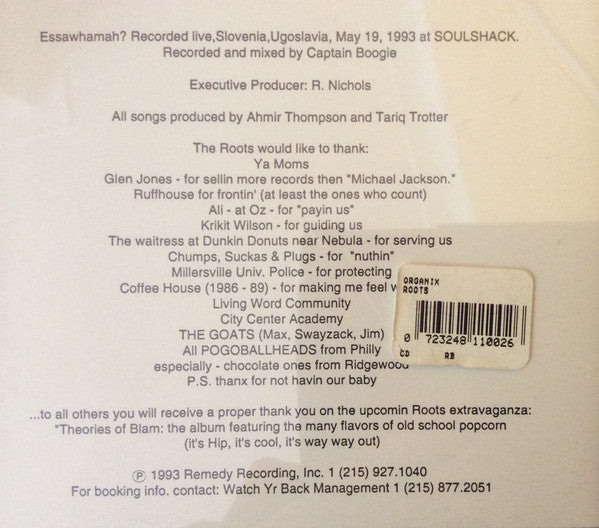 Essawhamah? Recorded live,Slovenia,Ugoslavia, May 19, 1993 at SOULSHACK.
Recorded and mixed by Captain Boogie
Executive Producer: R. Nichols
All songs produced by Ahmir Thompson and Tariq Trotter
The Roots would like to thank:
Ya Moms
Glen Jones - for sellin more records then "Michael Jackson."
Ruffhouse for frontin' (at least the ones who count)
Ali - at Oz - for "payin us"
Krikit Wilson - for guiding us
The waitress at Dunkin Donuts near Nebula - for serving us
Chumps, Suckas & Plugs - for "nuthin"
Millersville Univ. Police - for protecting
Coffee House (1986 - 89) - for making me feel
Living Word Community
City Center Academy
THE GOATS (Max, Swayzack, Jim)
All POGOBALLHEADS from Philly
especially - chocolate ones from Ridgewood
P.S. thanx for not havin our baby
ORGANIX
ROOTS
0 723248 110026
CD RB
...to all others you will receive a proper thank you on the upcomin Roots extravaganza:
"Theories of Blam: the album featuring the many flavors of old school popcorn
(it's Hip, it's cool, it's way way out)
℗ 1993 Remedy Recording, Inc. 1 (215) 927.1040
For booking info. contact: Watch Yr Back Management 1 (215) 877.2051